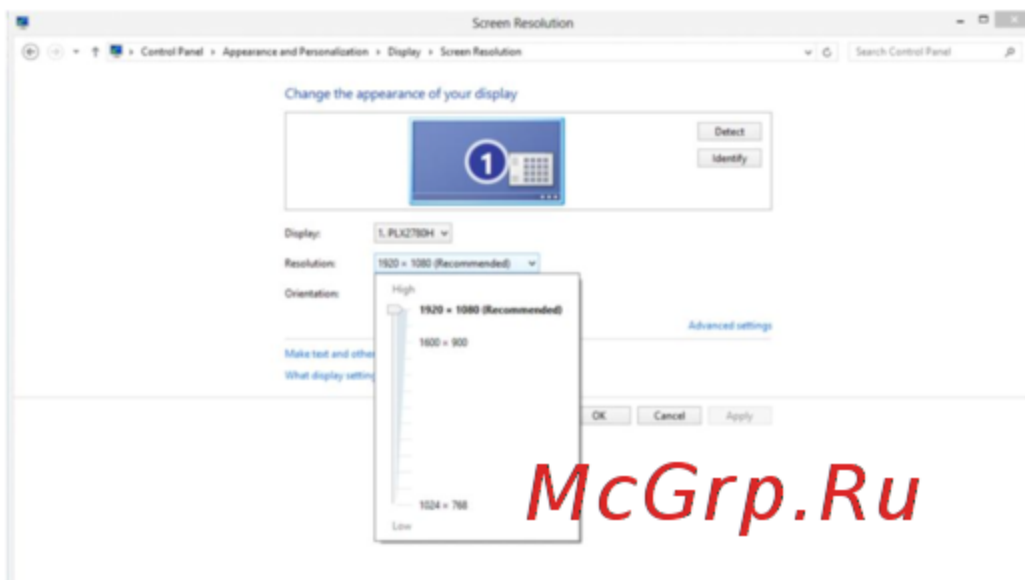 Screen Resolution
Control Panel › Appearance and Personalization › Display › Screen Resolution
Search Control Panel
Change the appearance of your display
1
Detect
Identify
Display: 1. PLX2780H
Resolution: 1920 × 1080 (Recommended)
Orientation:
High
1920 × 1080 (Recommended)
1600 × 900
Advanced settings
Make text and other
What display setting
OK Cancel Apply
1024 × 768
Low
McGrp.Ru